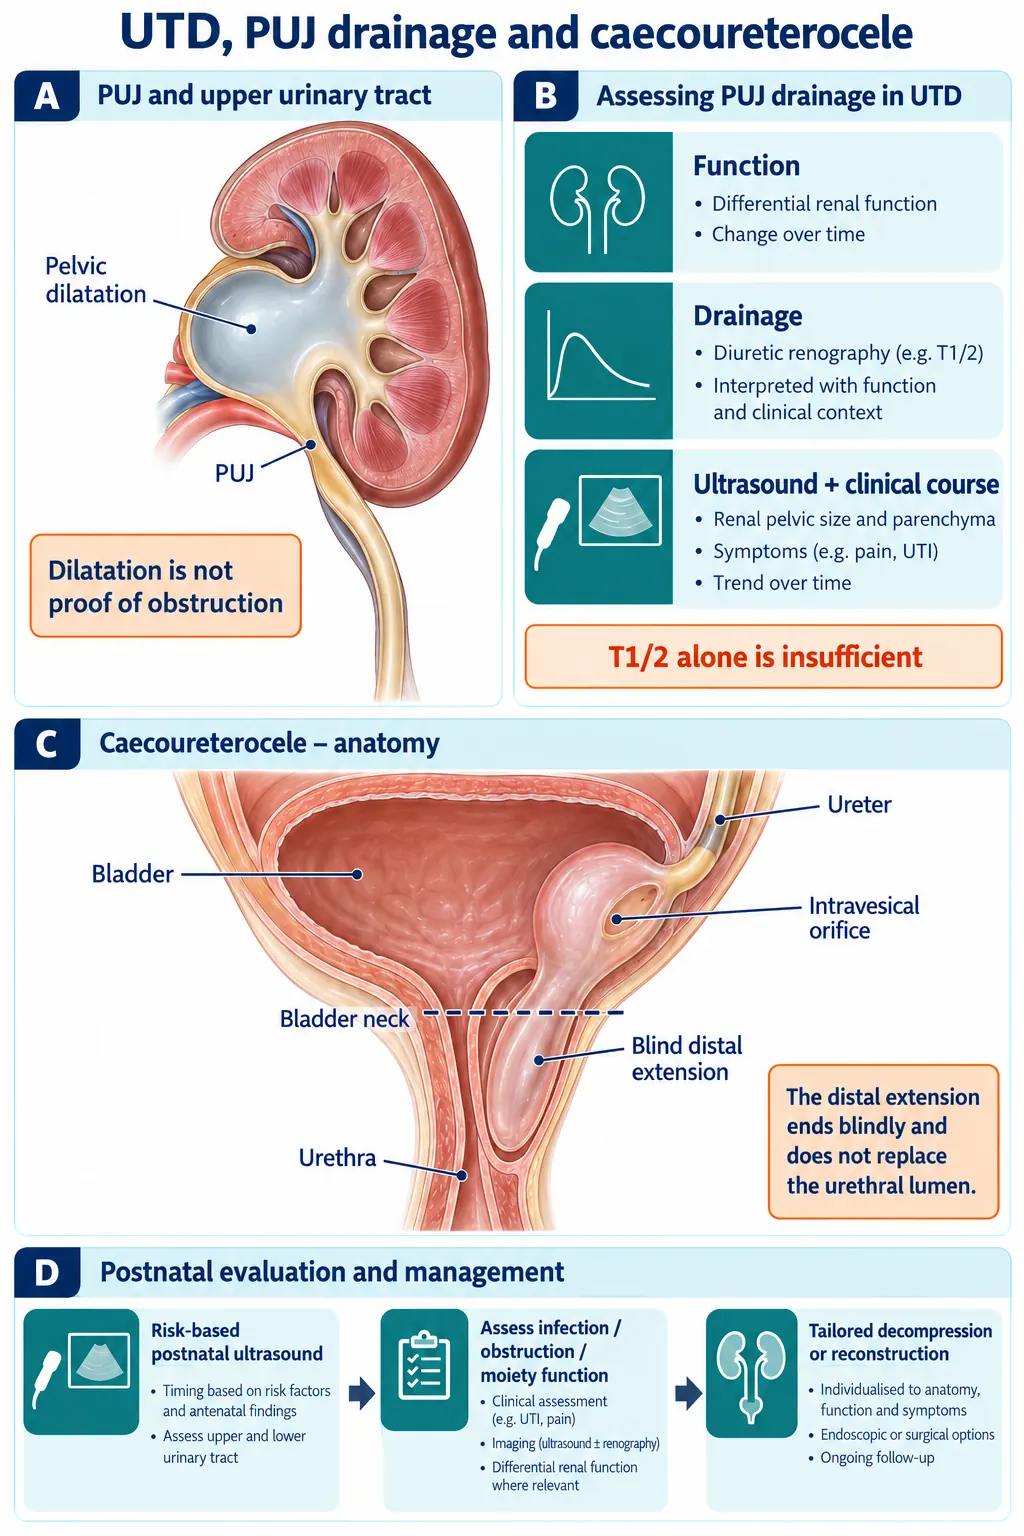 UTD, PUJ drainage and caecoureterocele
A
PUJ and upper urinary tract
Pelvic
dilatation
PUJ
Dilatation is not
proof of obstruction
B
Assessing PUJ drainage in UTD
Function
• Differential renal function
• Change over time
Drainage
• Diuretic renography (e.g. T1/2)
• Interpreted with function
and clinical context
Ultrasound + clinical course
• Renal pelvic size and parenchyma
• Symptoms (e.g. pain, UTI)
• Trend over time
T1/2 alone is insufficient
C
Caecoureterocele – anatomy
Ureter
Bladder
Intravesical
orifice
Bladder neck
Blind distal
extension
Urethra
The distal extension
ends blindly and
does not replace
the urethral lumen.
D
Postnatal evaluation and management
Risk-based
postnatal ultrasound
• Timing based on risk factors
and antenatal findings
• Assess upper and lower
urinary tract
Assess infection /
obstruction /
moiety function
• Clinical assessment
(e.g. UTI, pain)
• Imaging (ultrasound ± renography)
• Differential renal function
where relevant
Tailored decompression
or reconstruction
• Individualised to anatomy,
function and symptoms
• Endoscopic or surgical options
• Ongoing follow-up